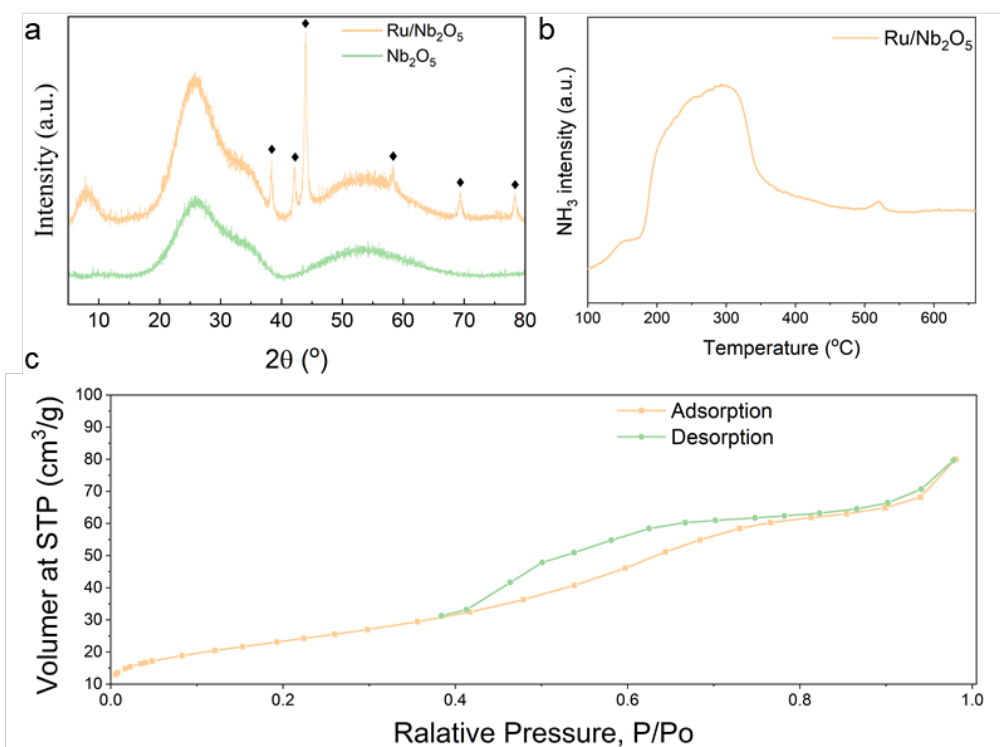 a
Ru/Nb₂O₅
Nb₂O₅
Intensity (a.u.)
10 20 30 40 50 60 70 80
2θ (°)
b
Ru/Nb₂O₅
NH₃ intensity (a.u.)
100 200 300 400 500 600
Temperature (°C)
c
Adsorption
Desorption
Volumer at STP (cm³/g)
100
90
80
70
60
50
40
30
20
10
0.0 0.2 0.4 0.6 0.8 1.0
Ralative Pressure, P/Po